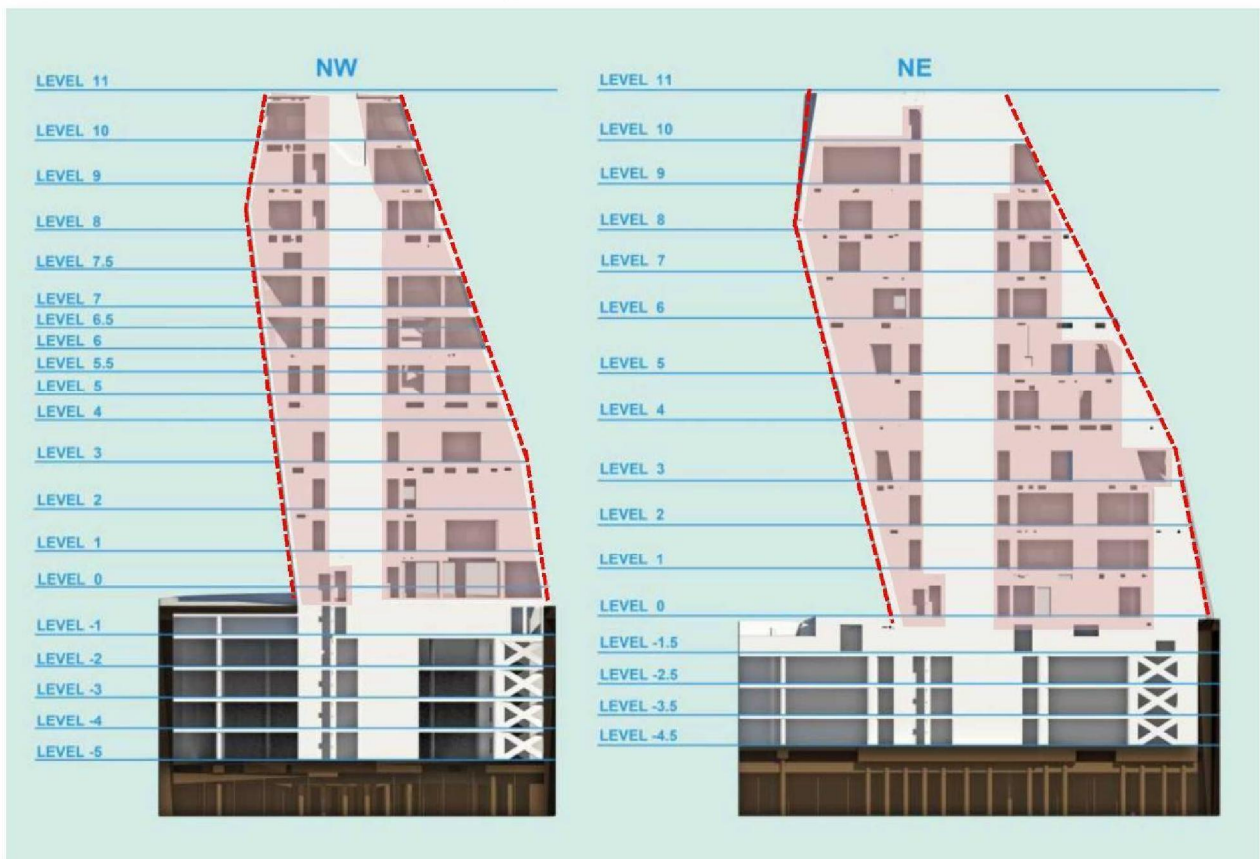 NW
LEVEL 11
LEVEL 10
LEVEL 9
LEVEL 8
LEVEL 7.5
LEVEL 7
LEVEL 6.5
LEVEL 6
LEVEL 5.5
LEVEL 5
LEVEL 4
LEVEL 3
LEVEL 2
LEVEL 1
LEVEL 0
LEVEL -1
LEVEL -2
LEVEL -3
LEVEL -4
LEVEL -5
NE
LEVEL 11
LEVEL 10
LEVEL 9
LEVEL 8
LEVEL 7
LEVEL 6
LEVEL 5
LEVEL 4
LEVEL 3
LEVEL 2
LEVEL 1
LEVEL 0
LEVEL -1.5
LEVEL -2.5
LEVEL -3.5
LEVEL -4.5